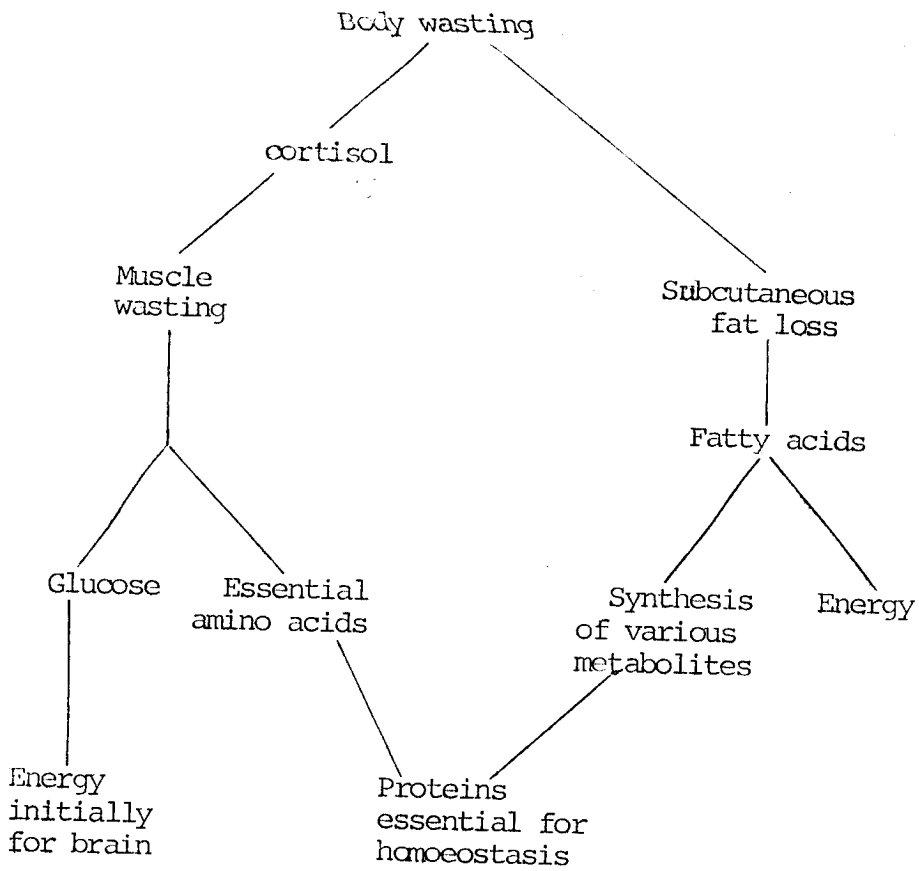 Body wasting
cortisol
Muscle
wasting
Subcutaneous
fat loss
Fatty acids
Glucose
Essential
amino acids
Synthesis
of various
metabolites
Energy
Energy
initially
for brain
Proteins
essential for
homoeostasis